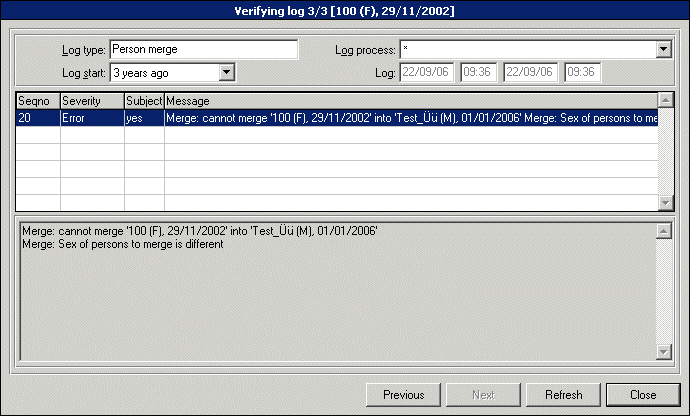 Verifying log 3/3 [100 (F), 29/11/2002]
Log type: Person merge Log process: *
Log start: 3 years ago Log: 22/09/06 09:36 22/09/06 09:36
Seqno Severity Subject Message
20 Error yes Merge: cannot merge '100 (F), 29/11/2002' into 'Test_Üü (M), 01/01/2006' Merge: Sex of persons to me
Merge: cannot merge '100 (F), 29/11/2002' into 'Test_Üü (M), 01/01/2006'
Merge: Sex of persons to merge is different
Previous Next Refresh Close